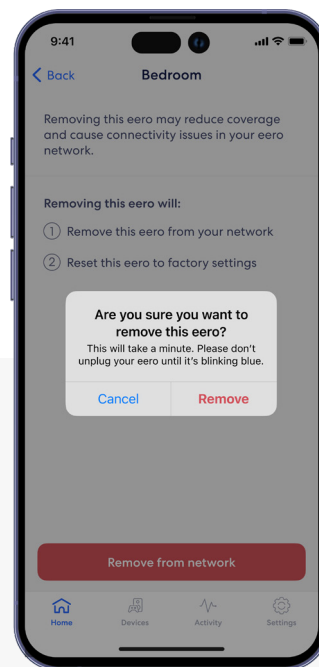 9:41
Back
Bedroom
Removing this eero may reduce coverage
and cause connectivity issues in your eero
network.
Removing this eero will:
1 Remove this eero from your network
2 Reset this eero to factory settings
Are you sure you want to
remove this eero?
This will take a minute. Please don't
unplug your eero until it's blinking blue.
Cancel
Remove
Remove from network
Home
Devices
Activity
Settings